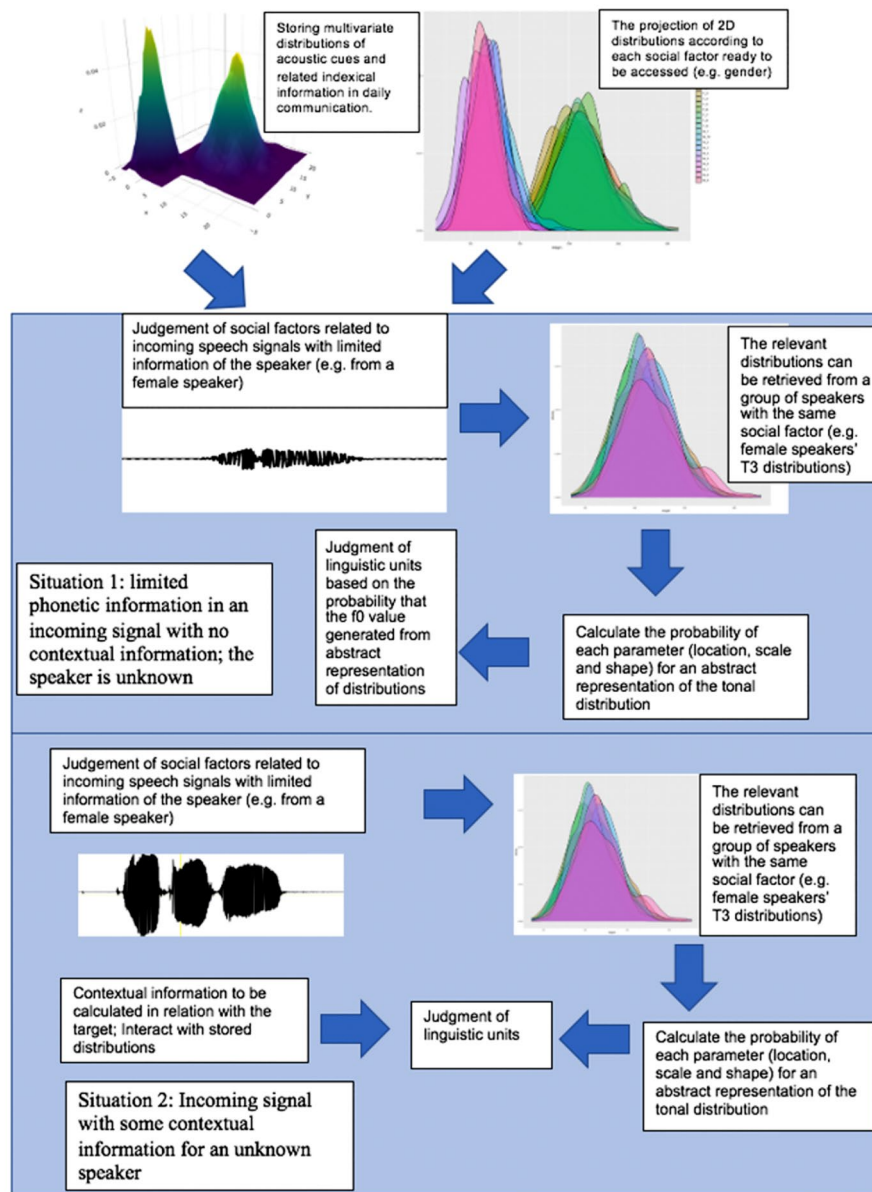 Storing multivariate
distributions of
acoustic cues and
related indexical
information in daily
communication.
The projection of 2D
distributions according to
each social factor ready to
be accessed (e.g. gender)
Judgement of social factors related to
incoming speech signals with limited
information of the speaker (e.g. from a
female speaker)
The relevant
distributions can
be retrieved from a
group of speakers
with the same
social factor (e.g.
female speakers'
T3 distributions)
Situation 1: limited
phonetic information in an
incoming signal with no
contextual information; the
speaker is unknown
Judgment of
linguistic units
based on the
probability that
the f0 value
generated from
abstract
representation
of distributions
Calculate the probability of
each parameter (location, scale
and shape) for an abstract
representation of the tonal
distribution
Judgement of social factors related to
incoming speech signals with limited
information of the speaker (e.g. from a
female speaker)
The relevant
distributions can
be retrieved from a
group of speakers
with the same
social factor (e.g.
female speakers'
T3 distributions)
Contextual information to be
calculated in relation with the
target; Interact with stored
distributions
Judgment of
linguistic units
Calculate the probability of
each parameter (location,
scale and shape) for an
abstract representation of the
tonal distribution
Situation 2: Incoming signal
with some contextual
information for an unknown
speaker